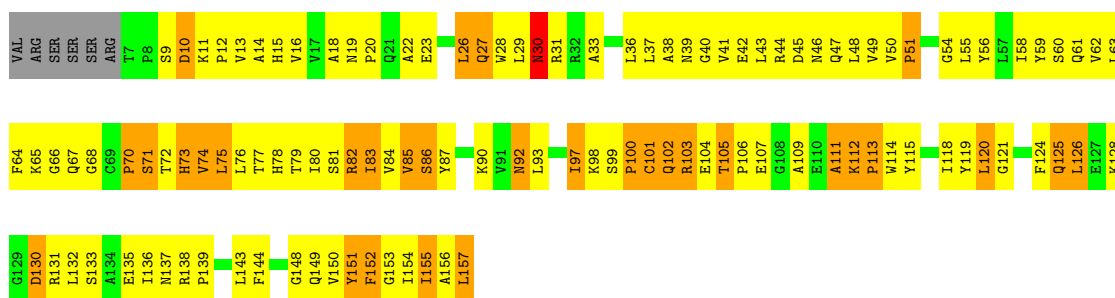 VAL ARG SER SER SER ARG T7 P8 S9 D10 K11 P12 V13 A14 H15 V16 V17 A18 N19 P20 Q21 A22 E23 L26 Q27 W28 L29 N30 R31 R32 A33 L36 L37 A38 N39 G40 V41 E42 L43 R44 D45 N46 Q47 L48 V49 V50 P51 G54 L55 Y56 L57 I58 Y59 S60 Q61 V62 L63
F64 K65 G66 Q67 G68 C69 P70 S71 T72 H73 V74 L75 L76 T77 H78 T79 I80 S81 R82 I83 V84 V85 S86 Y87 K90 V91 N92 L93 I97 K98 S99 P100 C101 Q102 R103 E104 T105 P106 E107 G108 A109 E110 A111 K112 P113 W114 Y115 I118 Y119 L120 G121 F124 Q125 L126 E127 K128
G129 D130 R131 L132 S133 A134 E135 I136 N137 R138 P139 L143 F144 G148 Q149 V150 Y151 F152 G153 I154 I155 A156 L157